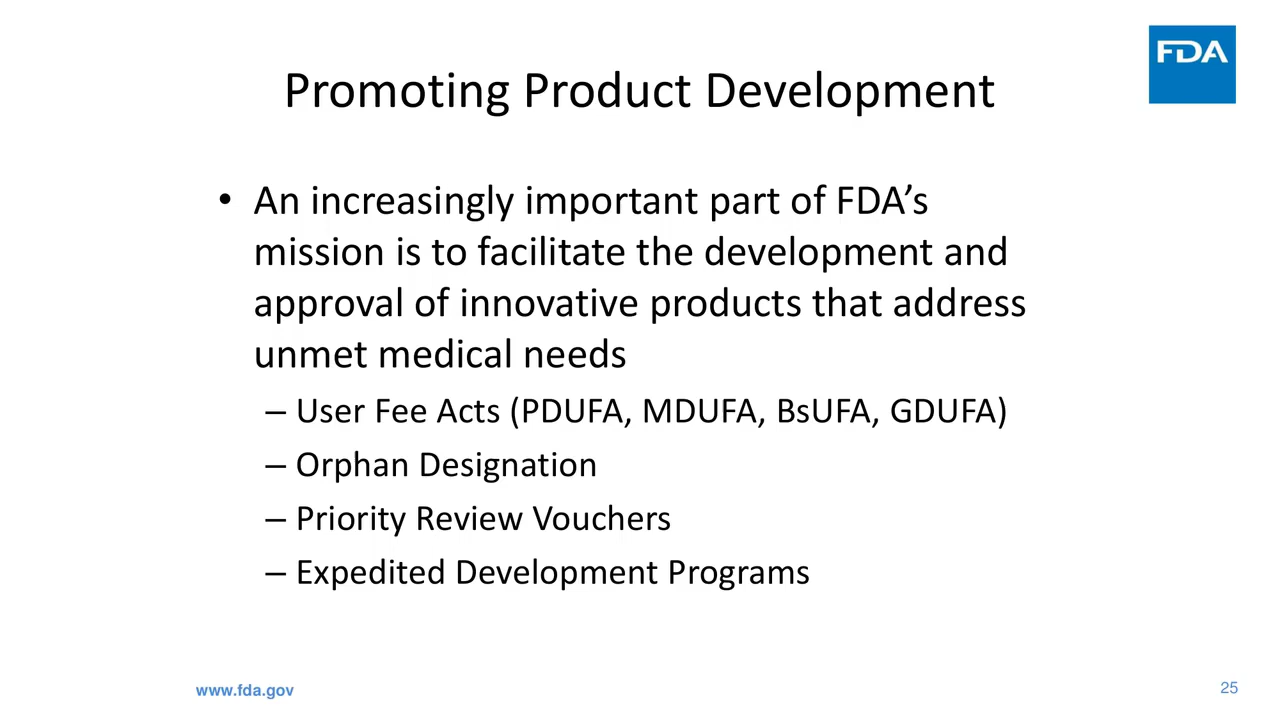 FDA
Promoting Product Development
• An increasingly important part of FDA’s
mission is to facilitate the development and
approval of innovative products that address
unmet medical needs
– User Fee Acts (PDUFA, MDUFA, BsUFA, GDUFA)
– Orphan Designation
– Priority Review Vouchers
– Expedited Development Programs
www.fda.gov
25